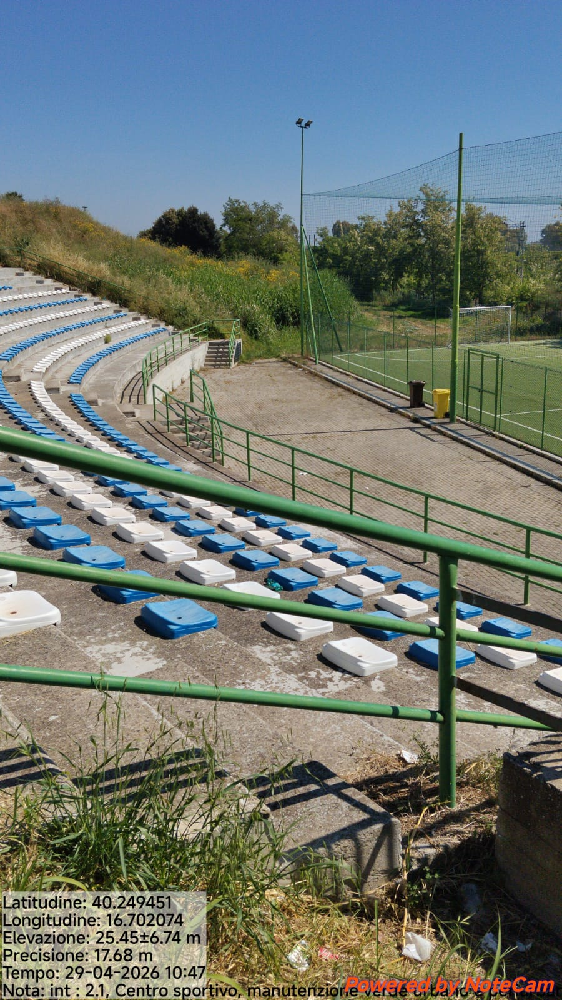 Latitudine: 40.249451
Longitudine: 16.702074
Elevazione: 25.45±6.74 m
Precisione: 17.68 m
Tempo: 29-04-2026 10:47
Nota: int : 2.1, Centro sportivo, manutenzione verde
Powered by NoteCam